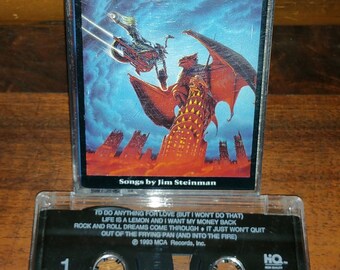 Songs by Jim Steinman
I'D DO ANYTHING FOR LOVE (BUT I WON'T DO THAT)
LIFE IS A LEMON AND I WANT MY MONEY BACK
ROCK AND ROLL DREAMS COME THROUGH • IT JUST WON'T QUIT
OUT OF THE FRYING PAN (AND INTO THE FIRE)
© 1993 MCA Records, Inc.
1
HQ